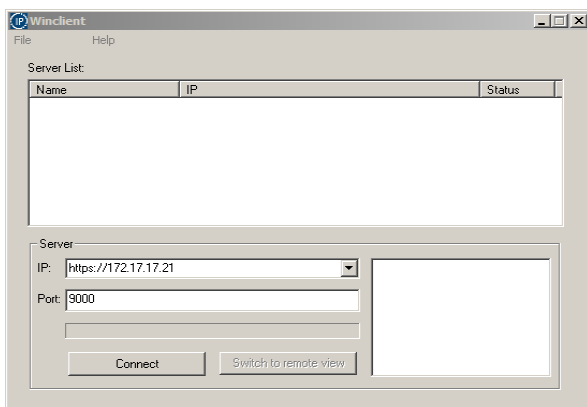 IP Winclient
File Help
Server List:
Name IP Status
Server
IP: https://172.17.17.21
Port: 9000
Connect Switch to remote view